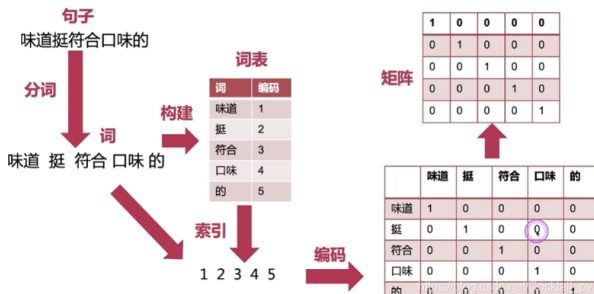 句子
味道挺符合口味的
分词
词
味道 挺 符合 口味 的
构建
词表
词 编码
味道 1
挺 2
符合 3
口味 4
的 5
索引
1 2 3 4 5
编码
矩阵
1 0 0 0 0
0 1 0 0 0
0 0 1 0 0
0 0 0 1 0
0 0 0 0 1
味道 挺 符合 口味 的
味道 1 0 0 0 0
挺 0 1 0 0 0
符合 0 0 1 0 0
口味 0 0 0 1 0
的 0 0 0 0 1